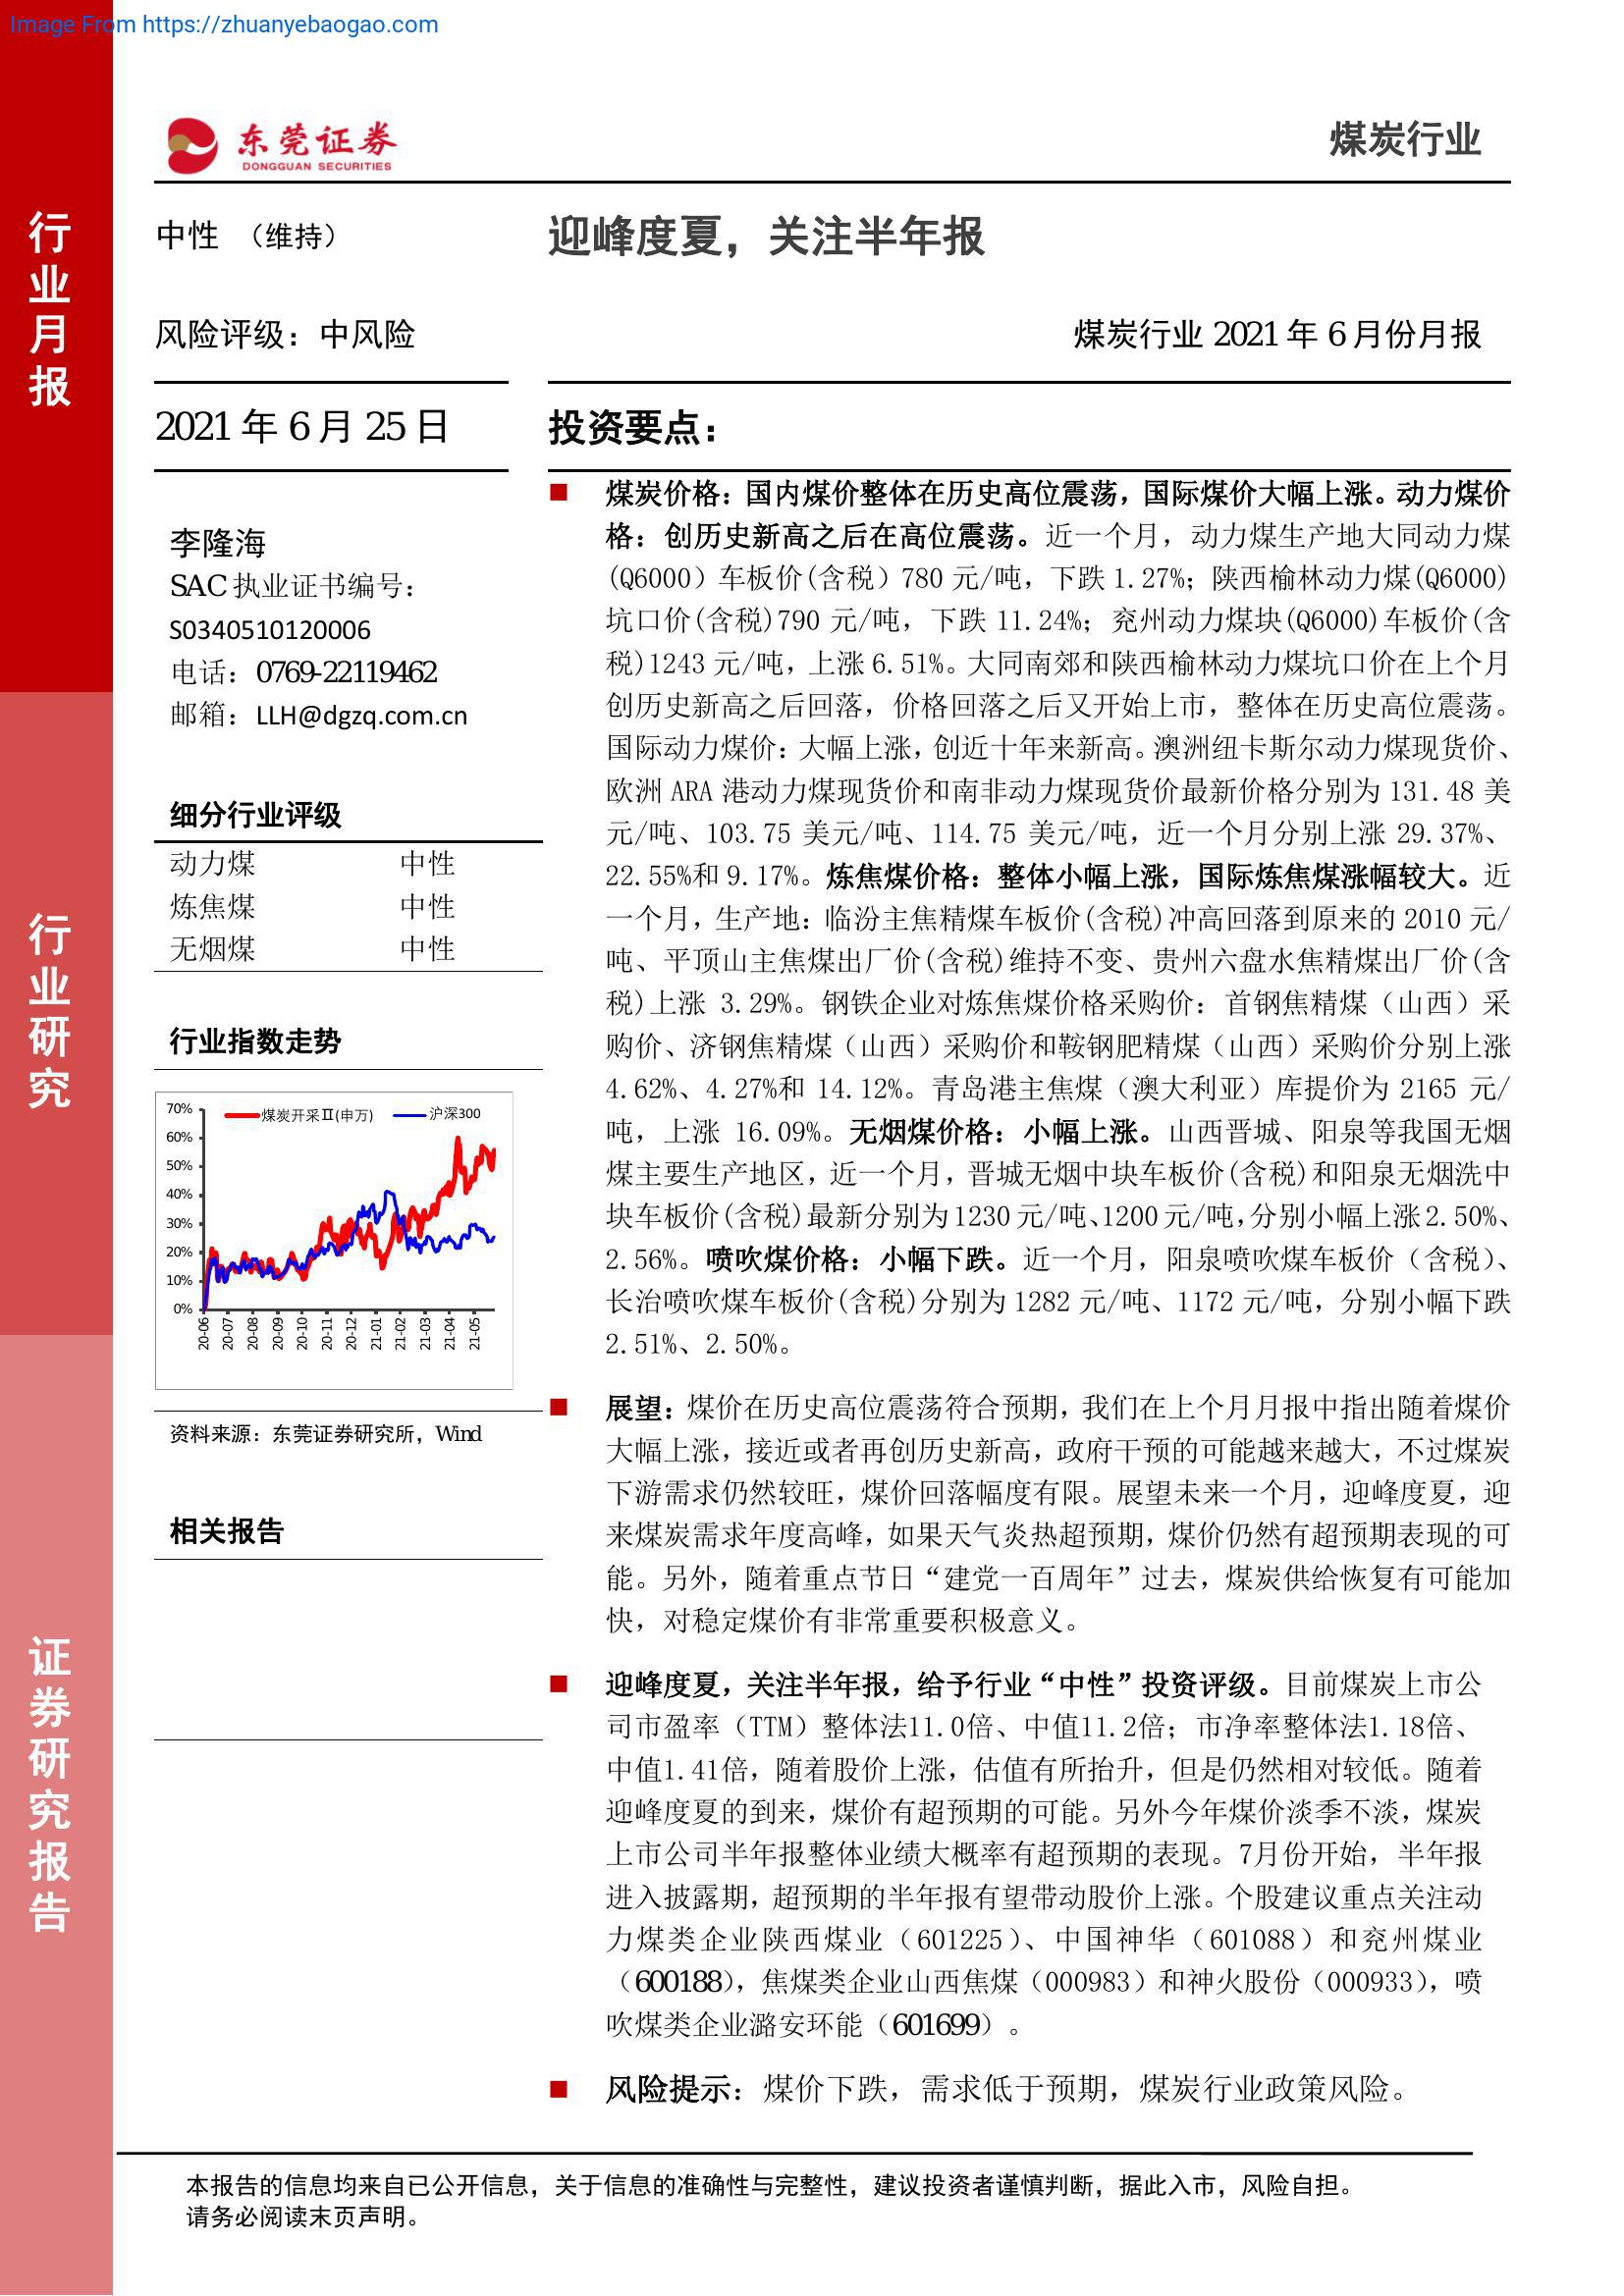 Image From https://zhuanyebaogao.com
东莞证券
DONGGUAN SECURITIES
煤炭行业
行业月报
行业研究
证券研究报告
中性 （维持）
迎峰度夏，关注半年报
风险评级：中风险
煤炭行业 2021 年 6 月份月报
2021 年 6 月 25 日
李隆海
SAC 执业证书编号：
S0340510120006
电话：0769-22119462
邮箱：LLH@dgzq.com.cn
细分行业评级
动力煤 中性
炼焦煤 中性
无烟煤 中性
行业指数走势
煤炭开采Ⅱ(申万) 沪深300
70%
60%
50%
40%
30%
20%
10%
0%
20-06 20-07 20-08 20-09 20-10 20-11 20-12 21-01 21-02 21-03 21-04 21-05
资料来源：东莞证券研究所，Wind
相关报告
投资要点：
煤炭价格：国内煤价整体在历史高位震荡，国际煤价大幅上涨。动力煤价
格：创历史新高之后在高位震荡。近一个月，动力煤生产地大同动力煤
(Q6000）车板价(含税）780 元/吨，下跌 1.27%；陕西榆林动力煤(Q6000)
坑口价(含税)790 元/吨，下跌 11.24%；兖州动力煤块(Q6000)车板价(含
税)1243 元/吨，上涨 6.51%。大同南郊和陕西榆林动力煤坑口价在上个月
创历史新高之后回落，价格回落之后又开始上市，整体在历史高位震荡。
国际动力煤价：大幅上涨，创近十年来新高。澳洲纽卡斯尔动力煤现货价、
欧洲 ARA 港动力煤现货价和南非动力煤现货价最新价格分别为 131.48 美
元/吨、103.75 美元/吨、114.75 美元/吨，近一个月分别上涨 29.37%、
22.55%和 9.17%。炼焦煤价格：整体小幅上涨，国际炼焦煤涨幅较大。近
一个月，生产地：临汾主焦精煤车板价(含税)冲高回落到原来的 2010 元/
吨、平顶山主焦煤出厂价(含税)维持不变、贵州六盘水焦精煤出厂价(含
税)上涨 3.29%。钢铁企业对炼焦煤价格采购价：首钢焦精煤（山西）采
购价、济钢焦精煤（山西）采购价和鞍钢肥精煤（山西）采购价分别上涨
4.62%、4.27%和 14.12%。青岛港主焦煤（澳大利亚）库提价为 2165 元/
吨，上涨 16.09%。无烟煤价格：小幅上涨。山西晋城、阳泉等我国无烟
煤主要生产地区，近一个月，晋城无烟中块车板价(含税)和阳泉无烟洗中
块车板价(含税)最新分别为 1230 元/吨、1200 元/吨，分别小幅上涨 2.50%、
2.56%。喷吹煤价格：小幅下跌。近一个月，阳泉喷吹煤车板价（含税）、
长治喷吹煤车板价(含税)分别为 1282 元/吨、1172 元/吨，分别小幅下跌
2.51%、2.50%。
展望：煤价在历史高位震荡符合预期，我们在上个月月报中指出随着煤价
大幅上涨，接近或者再创历史新高，政府干预的可能越来越大，不过煤炭
下游需求仍然较旺，煤价回落幅度有限。展望未来一个月，迎峰度夏，迎
来煤炭需求年度高峰，如果天气炎热超预期，煤价仍然有超预期表现的可
能。另外，随着重点节日“建党一百周年”过去，煤炭供给恢复有可能加
快，对稳定煤价有非常重要积极意义。
迎峰度夏，关注半年报，给予行业“中性”投资评级。目前煤炭上市公
司市盈率（TTM）整体法11.0倍、中值11.2倍；市净率整体法1.18倍、
中值1.41倍，随着股价上涨，估值有所抬升，但是仍然相对较低。随着
迎峰度夏的到来，煤价有超预期的可能。另外今年煤价淡季不淡，煤炭
上市公司半年报整体业绩大概率有超预期的表现。7月份开始，半年报
进入披露期，超预期的半年报有望带动股价上涨。个股建议重点关注动
力煤类企业陕西煤业（601225）、中国神华（601088）和兖州煤业
（600188），焦煤类企业山西焦煤（000983）和神火股份（000933），喷
吹煤类企业潞安环能（601699）。
风险提示：煤价下跌，需求低于预期，煤炭行业政策风险。
本报告的信息均来自已公开信息，关于信息的准确性与完整性，建议投资者谨慎判断，据此入市，风险自担。
请务必阅读末页声明。